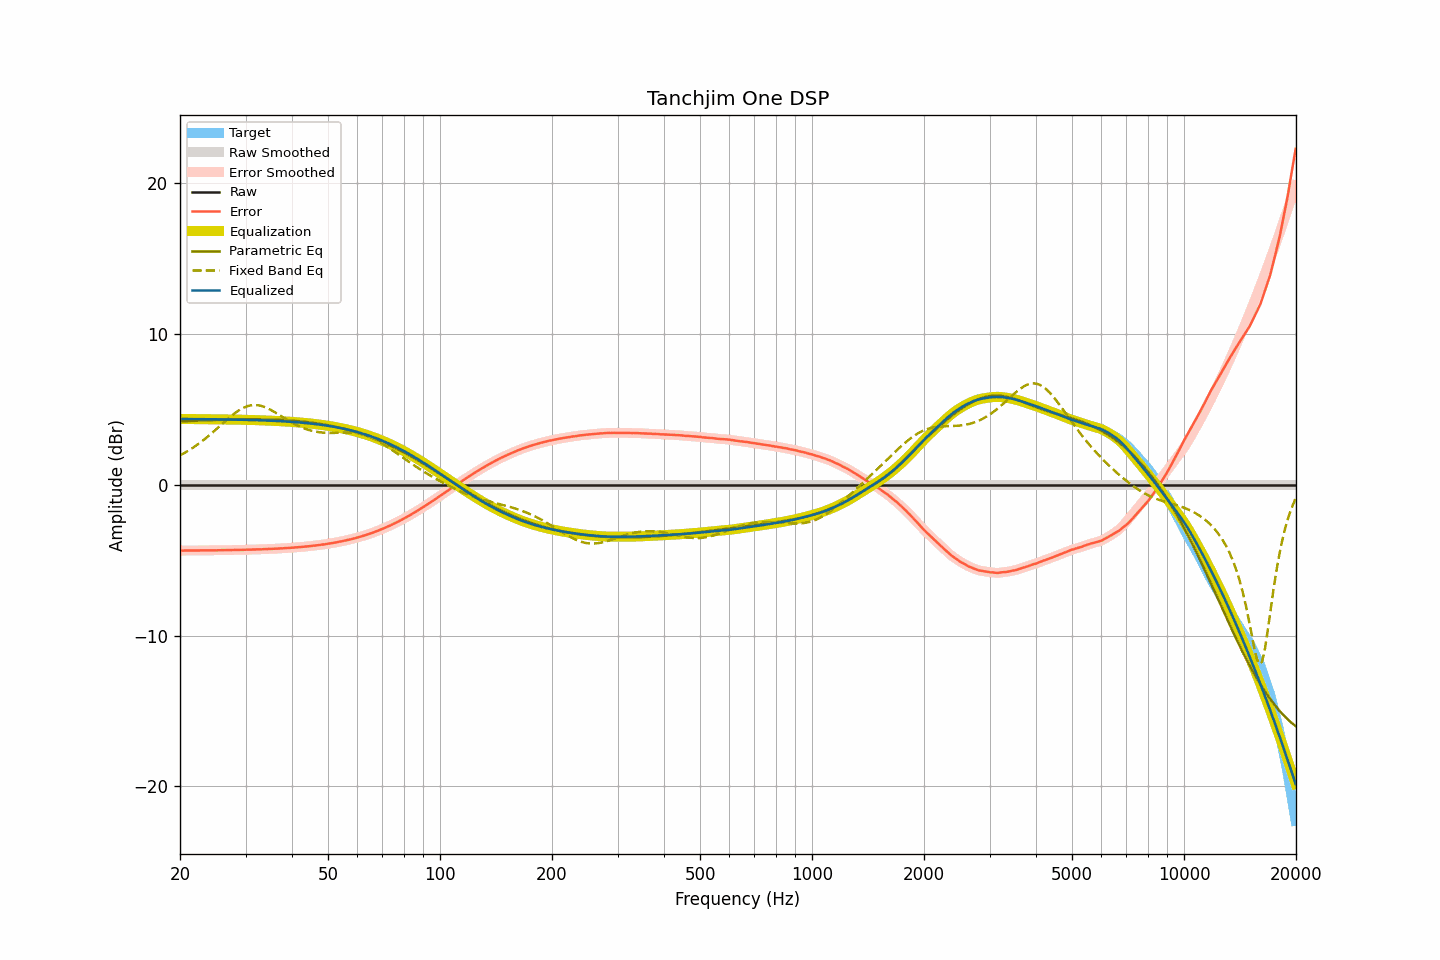 Tanchjim One DSP
Target
Raw Smoothed
Error Smoothed
Raw
Error
Equalization
Parametric Eq
Fixed Band Eq
Equalized
20
10
0
−10
−20
Amplitude (dBr)
20 50 100 200 500 1000 2000 5000 10000 20000
Frequency (Hz)